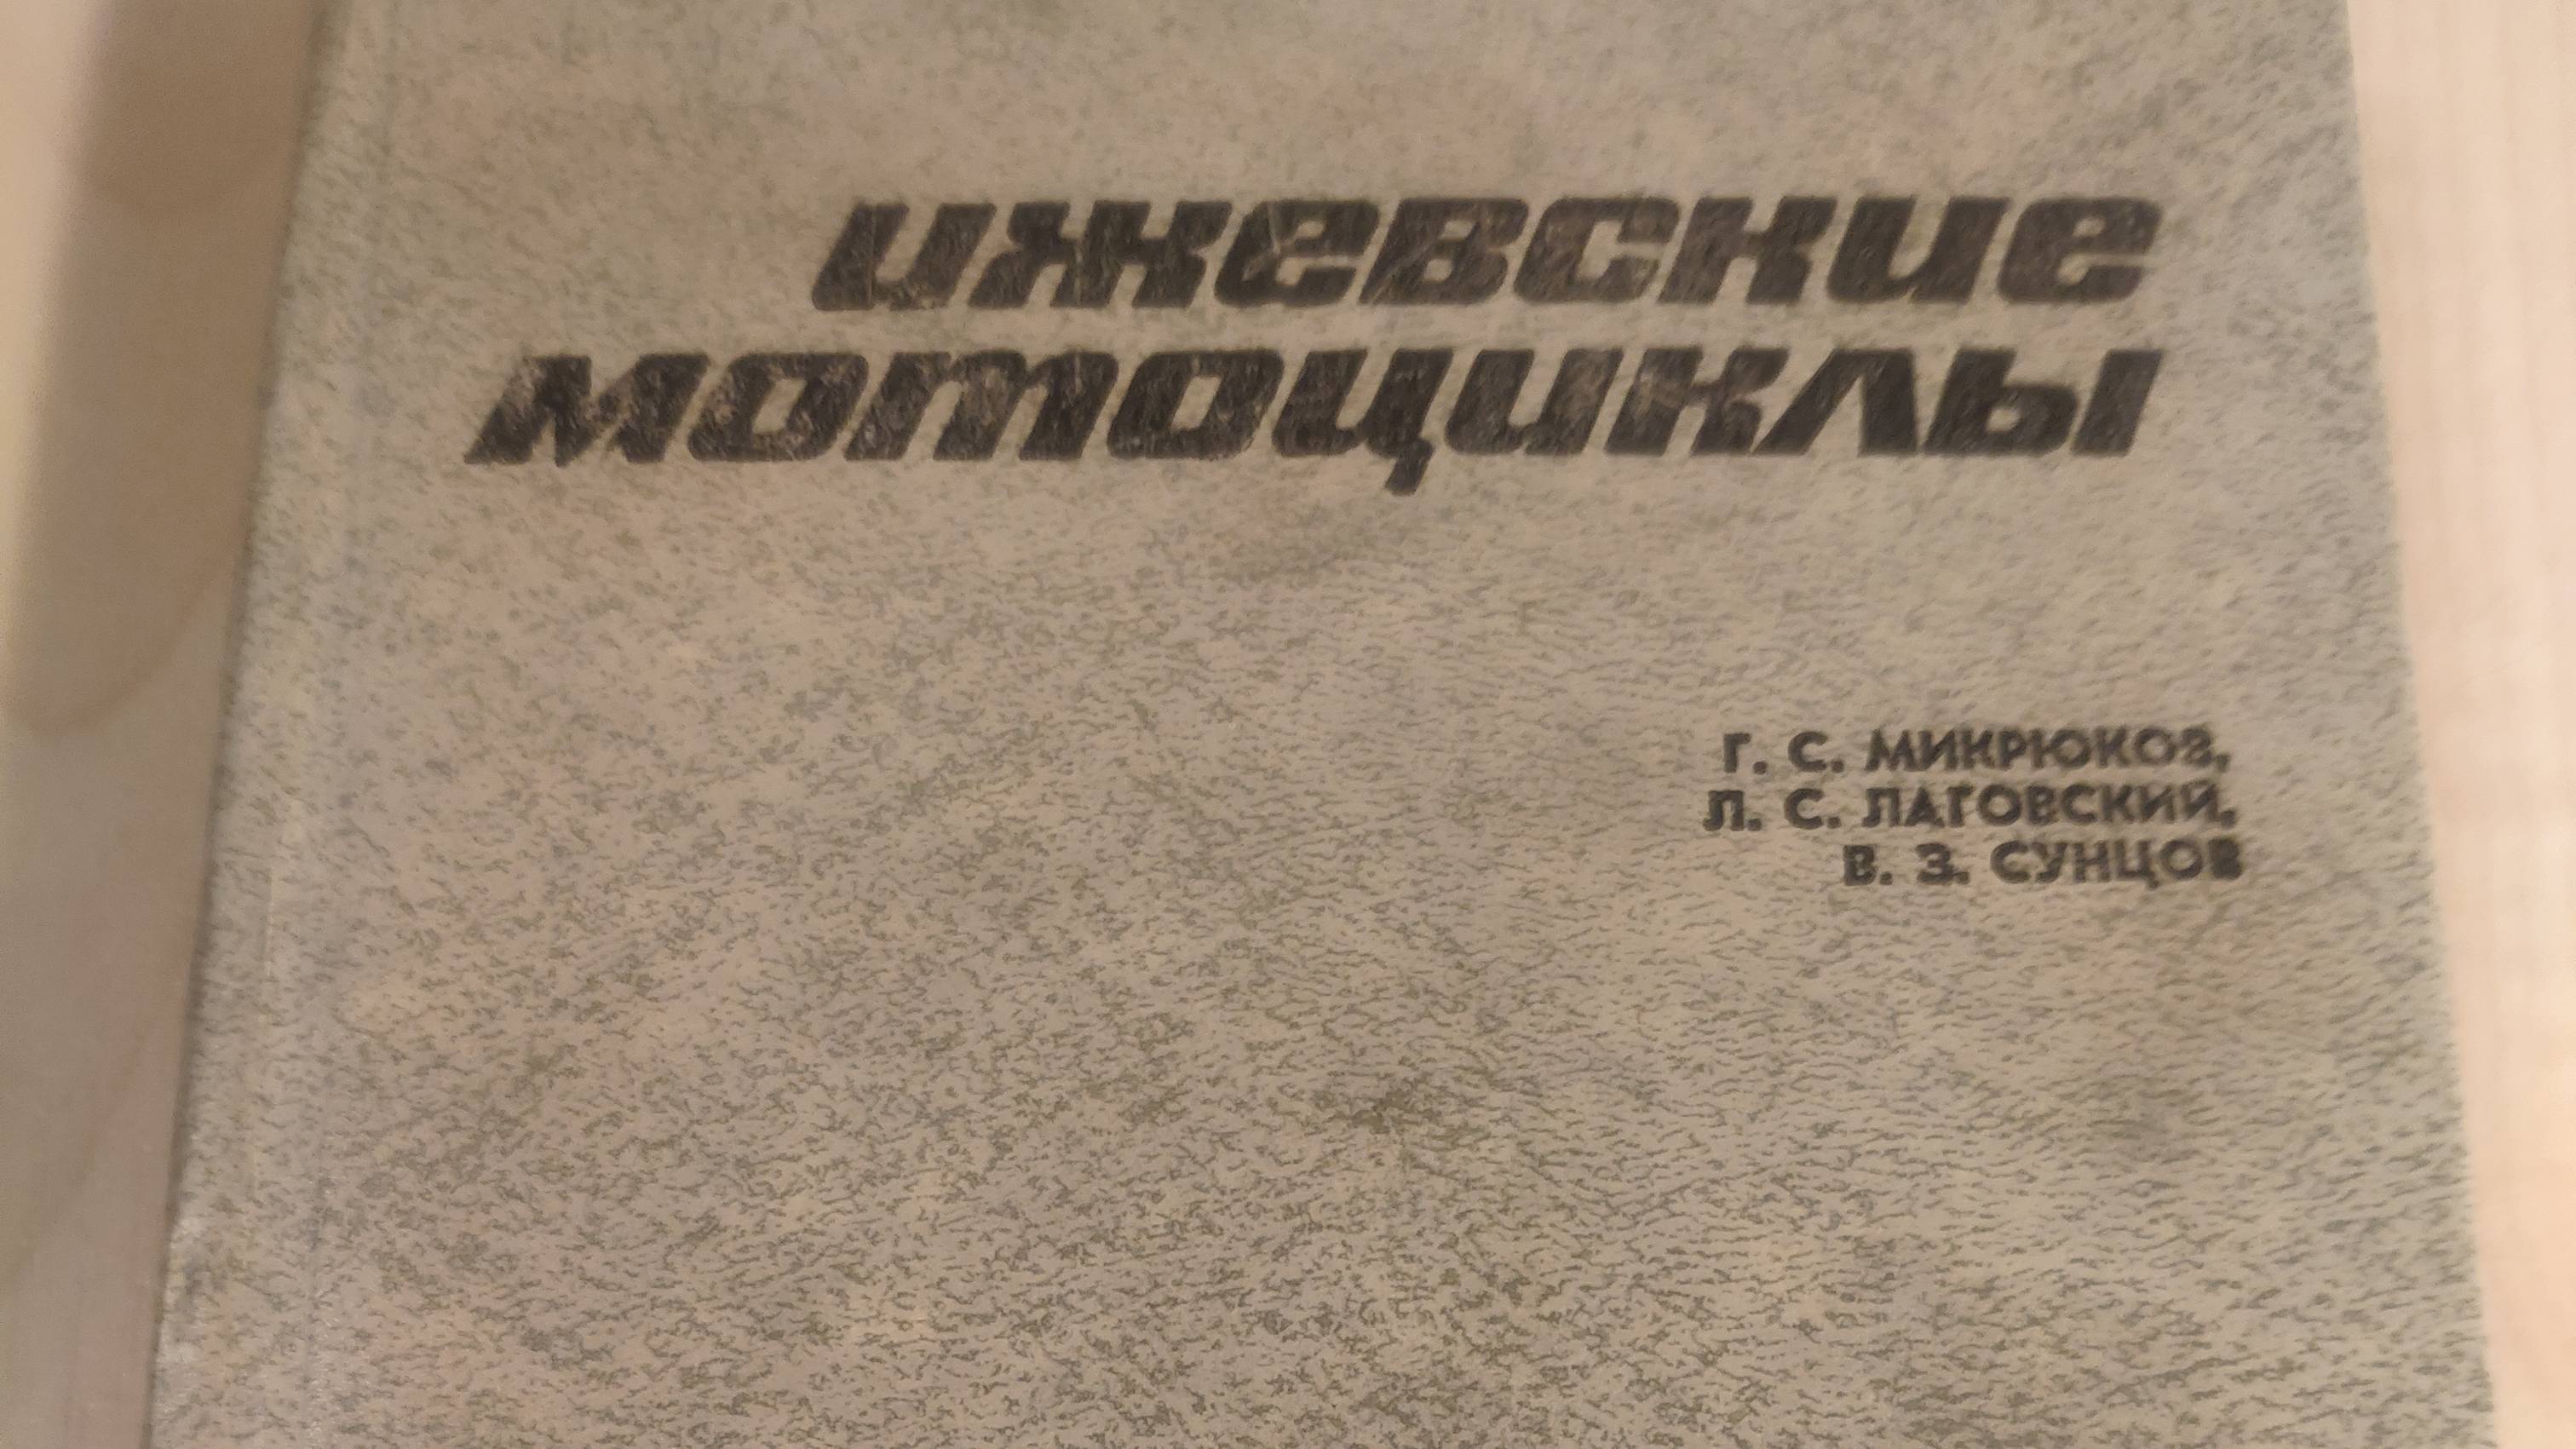 ижевские
мотоциклы
Г. С. МИКРЮКОВ,
Л. С. ЛАГОВСКИЙ,
В. З. СУНЦОВ